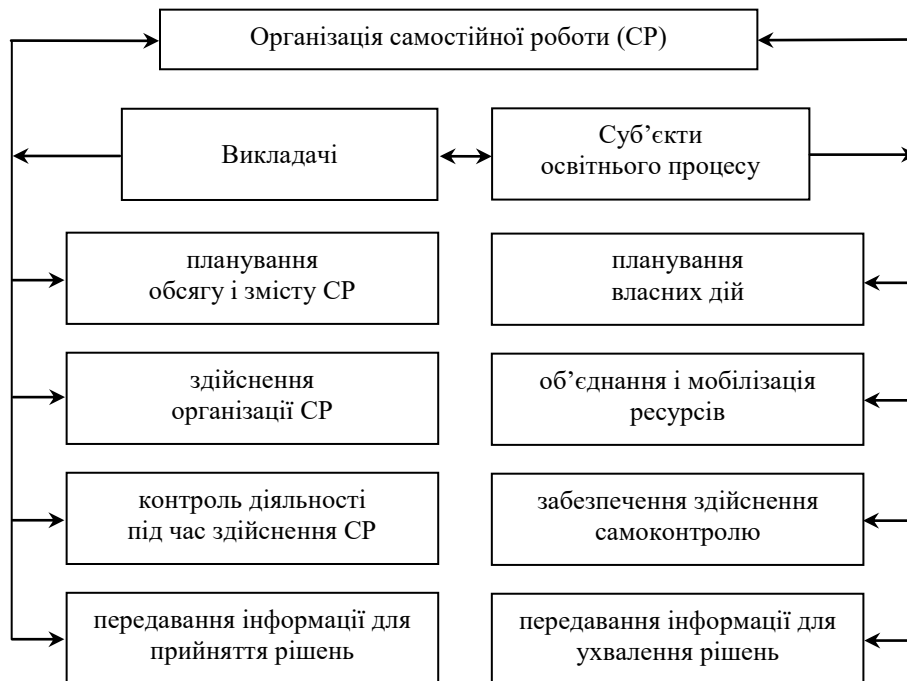 Організація самостійної роботи (СР)
Викладачі
Суб’єкти
освітнього процесу
планування
обсягу і змісту СР
планування
власних дій
здійснення
організації СР
об’єднання і мобілізація
ресурсів
контроль діяльності
під час здійснення СР
забезпечення здійснення
самоконтролю
передавання інформації для
прийняття рішень
передавання інформації для
ухвалення рішень